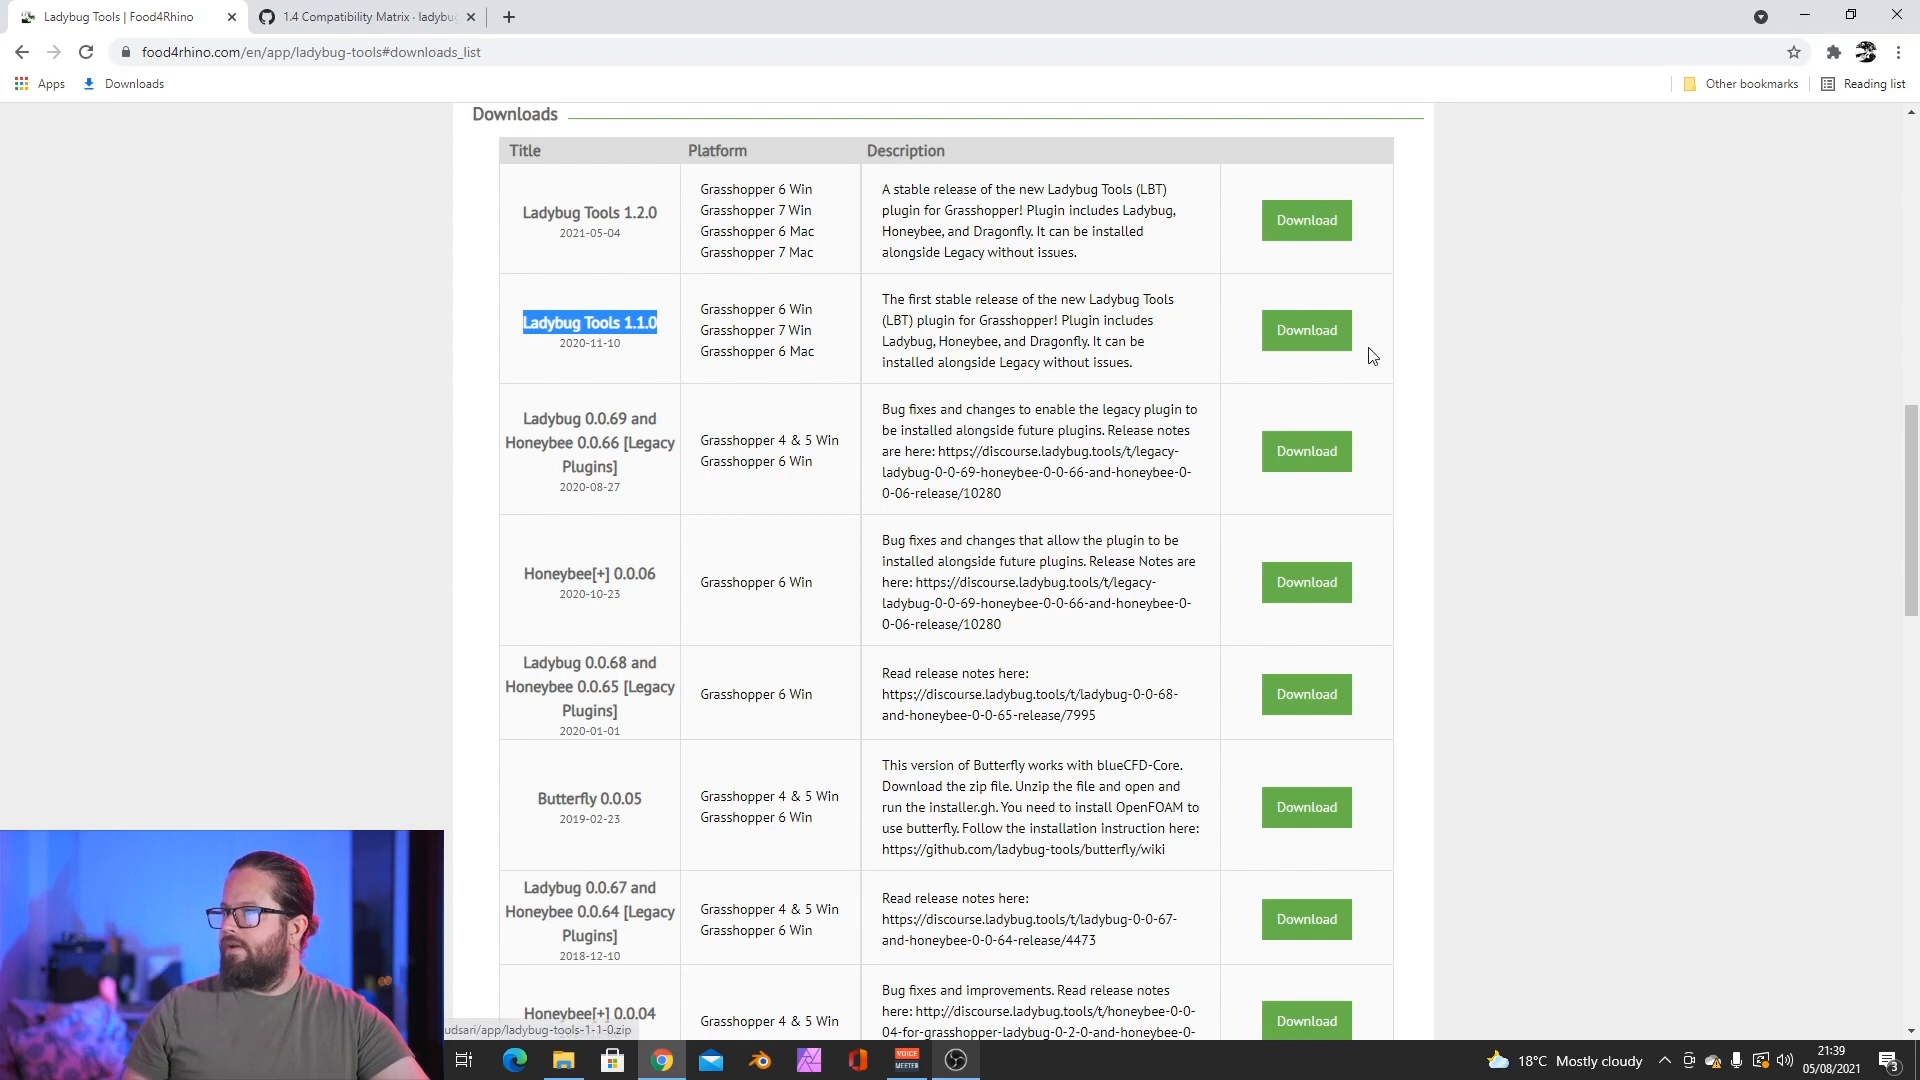 Ladybug Tools | Food4Rhino
1.4 Compatibility Matrix · ladybu
food4rhino.com/en/app/ladybug-tools#downloads_list
Apps
Downloads
Other bookmarks
Reading list
Downloads
Title
Platform
Description
Ladybug Tools 1.2.0
2021-05-04
Grasshopper 6 Win
Grasshopper 7 Win
Grasshopper 6 Mac
Grasshopper 7 Mac
A stable release of the new Ladybug Tools (LBT)
plugin for Grasshopper! Plugin includes Ladybug,
Honeybee, and Dragonfly. It can be installed
alongside Legacy without issues.
Download
Ladybug Tools 1.1.0
2020-11-10
Grasshopper 6 Win
Grasshopper 7 Win
Grasshopper 6 Mac
The first stable release of the new Ladybug Tools
(LBT) plugin for Grasshopper! Plugin includes
Ladybug, Honeybee, and Dragonfly. It can be
installed alongside Legacy without issues.
Download
Ladybug 0.0.69 and
Honeybee 0.0.66 [Legacy
Plugins]
2020-08-27
Grasshopper 4 & 5 Win
Grasshopper 6 Win
Bug fixes and changes to enable the legacy plugin to
be installed alongside future plugins. Release notes
are here: https://discourse.ladybug.tools/t/legacy-
ladybug-0-0-69-honeybee-0-0-66-and-honeybee-0-
0-06-release/10280
Download
Honeybee[+] 0.0.06
2020-10-23
Grasshopper 6 Win
Bug fixes and changes that allow the plugin to be
installed alongside future plugins. Release Notes are
here: https://discourse.ladybug.tools/t/legacy-
ladybug-0-0-69-honeybee-0-0-66-and-honeybee-0-
0-06-release/10280
Download
Ladybug 0.0.68 and
Honeybee 0.0.65 [Legacy
Plugins]
2020-01-01
Grasshopper 6 Win
Read release notes here:
https://discourse.ladybug.tools/t/ladybug-0-0-68-
and-honeybee-0-0-65-release/7995
Download
Butterfly 0.0.05
2019-02-23
Grasshopper 4 & 5 Win
Grasshopper 6 Win
This version of Butterfly works with blueCFD-Core.
Download the zip file. Unzip the file and open and
run the installer.gh. You need to install OpenFOAM to
use butterfly. Follow the installation instruction here:
https://github.com/ladybug-tools/butterfly/wiki
Download
Ladybug 0.0.67 and
Honeybee 0.0.64 [Legacy
Plugins]
2018-12-10
Grasshopper 4 & 5 Win
Grasshopper 6 Win
Read release notes here:
https://discourse.ladybug.tools/t/ladybug-0-0-67-
and-honeybee-0-0-64-release/4473
Download
Honeybee[+] 0.0.04
Grasshopper 4 & 5 Win
Bug fixes and improvements. Read release notes
here: http://discourse.ladybug.tools/t/honeybee-0-0-
04-for-grasshopper-ladybug-0-2-0-and-honeybee-0-
Download
udsari/app/ladybug-tools-1-1-0.zip
VOICE
MEETER
18°C Mostly cloudy
21:39
05/08/2021
3